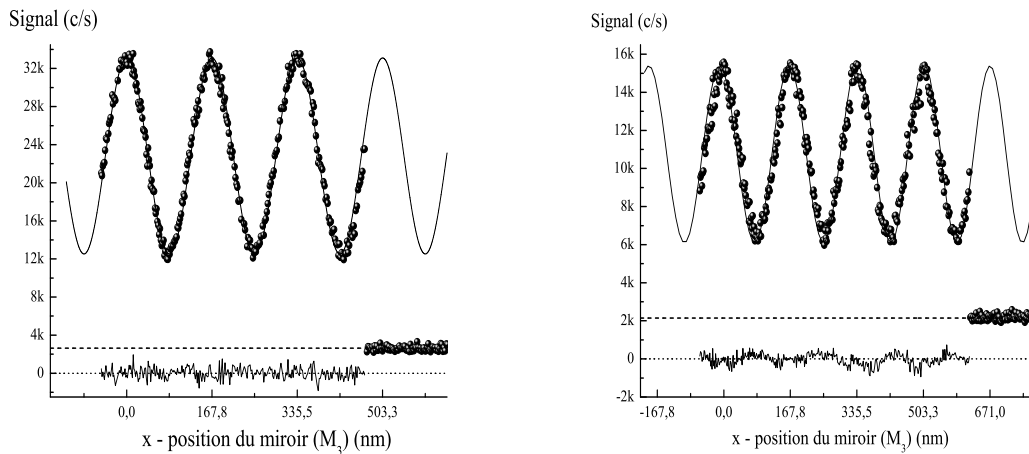 Signal (c/s)
32k
28k
24k
20k
16k
12k
8k
4k
0
0,0 167,8 335,5 503,3
x - position du miroir (M3) (nm)
Signal (c/s)
16k
14k
12k
10k
8k
6k
4k
2k
0
-2k
-167,8 0,0 167,8 335,5 503,3 671,0
x - position du miroir (M3) (nm)